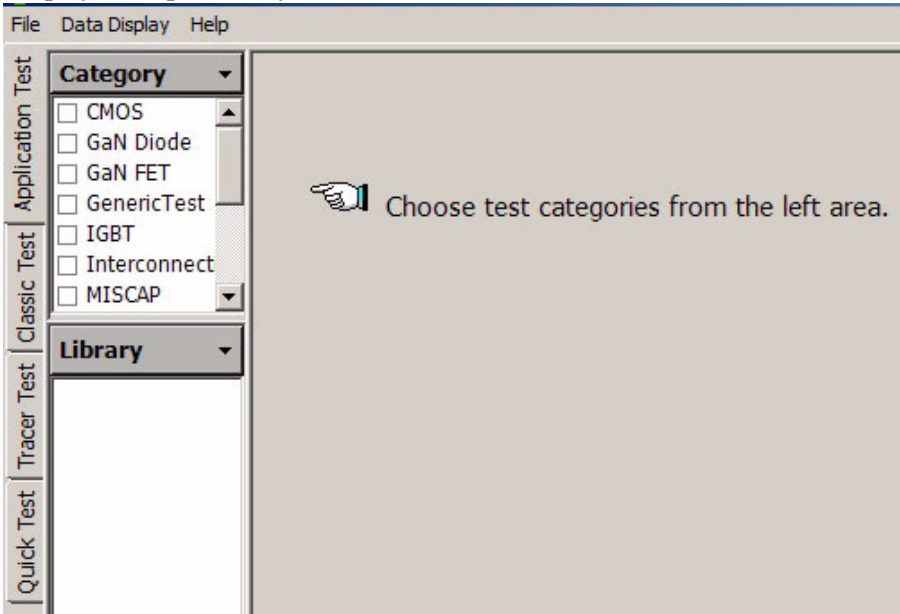 File Data Display Help
Application Test
Classic Test
Tracer Test
Quick Test
Category
CMOS
GaN Diode
GaN FET
GenericTest
IGBT
Interconnect
MISCAP
Library
Choose test categories from the left area.